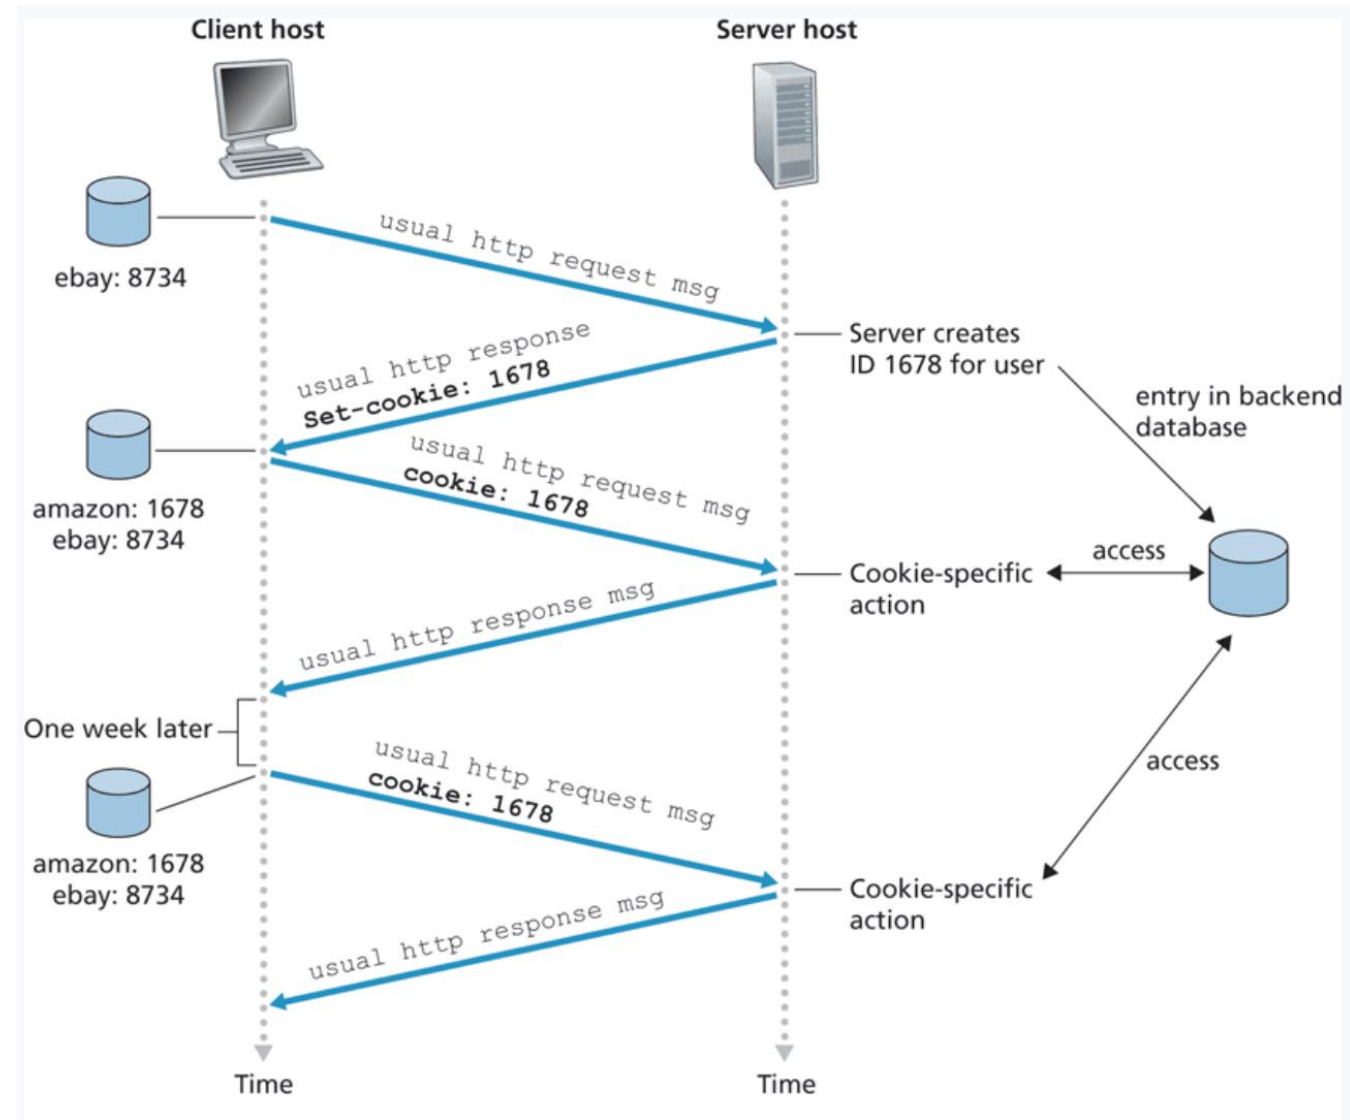 Client host
Server host
usual http request msg
ebay: 8734
Server creates
ID 1678 for user
usual http response
Set-cookie: 1678
entry in backend
database
usual http request msg
cookie: 1678
amazon: 1678
ebay: 8734
access
Cookie-specific
action
usual http response msg
One week later
usual http request msg
cookie: 1678
access
amazon: 1678
ebay: 8734
Cookie-specific
action
usual http response msg
Time
Time